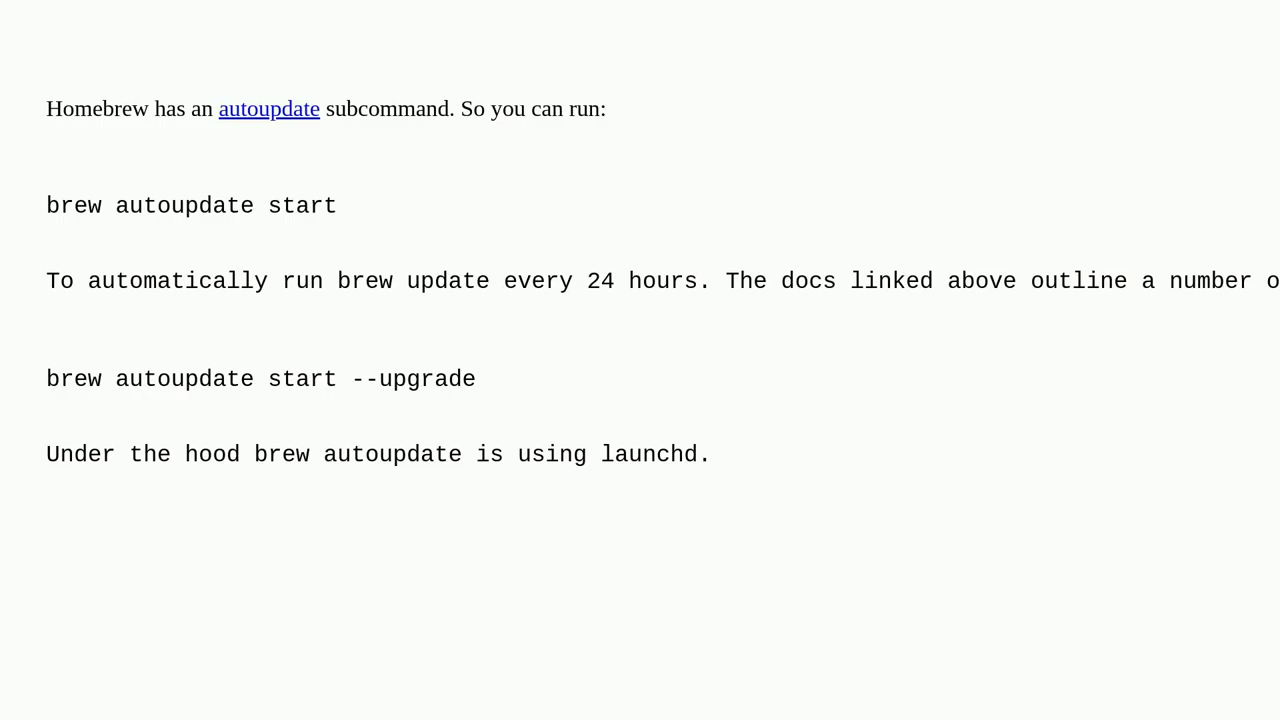 Homebrew has an autoupdate subcommand. So you can run:
brew autoupdate start
To automatically run brew update every 24 hours. The docs linked above outline a number
brew autoupdate start --upgrade
Under the hood brew autoupdate is using launchd.